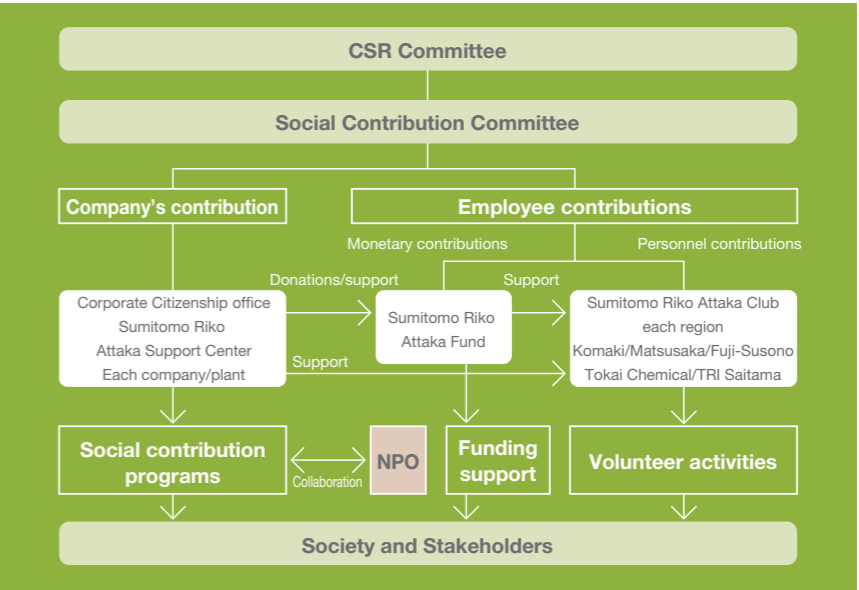 CSR Committee
Social Contribution Committee
Company's contribution
Employee contributions
Monetary contributions
Personnel contributions
Donations/support
Support
Corporate Citizenship office
Sumitomo Riko
Attaka Support Center
Each company/plant
Sumitomo Riko
Attaka Fund
Sumitomo Riko Attaka Club
each region
Komaki/Matsusaka/Fuji-Susono
Tokai Chemical/TRI Saitama
Support
Social contribution
programs
Collaboration
NPO
Funding
support
Volunteer activities
Society and Stakeholders